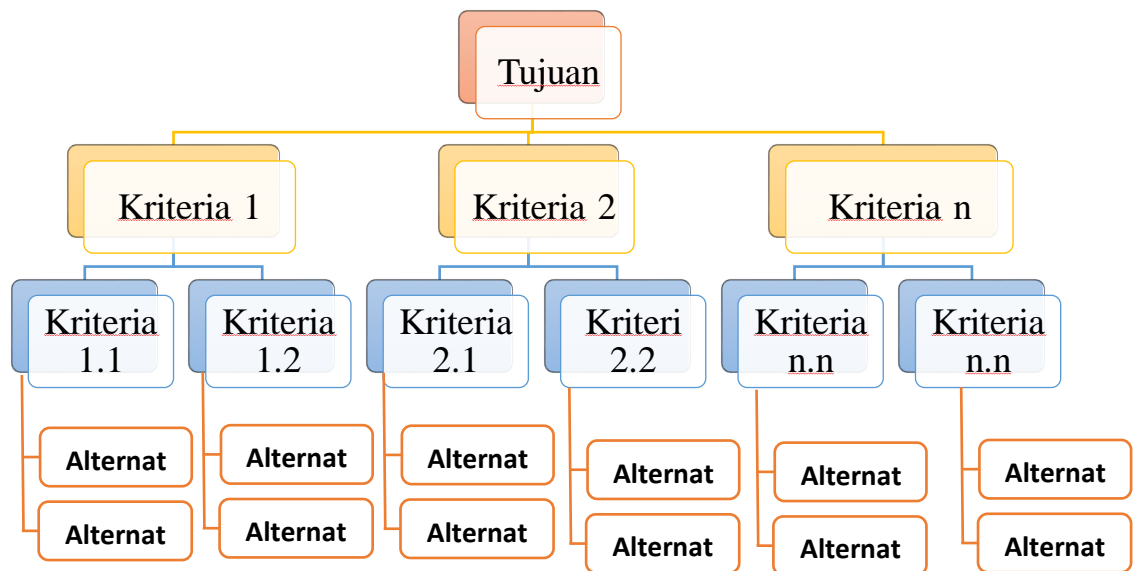 Tujuan
Kriteria 1
Kriteria 2
Kriteria n
Kriteria
1.1
Kriteria
1.2
Kriteria
2.1
Kriteri
2.2
Kriteria
n.n
Kriteria
n.n
Alternat
Alternat
Alternat
Alternat
Alternat
Alternat
Alternat
Alternat
Alternat
Alternat
Alternat
Alternat